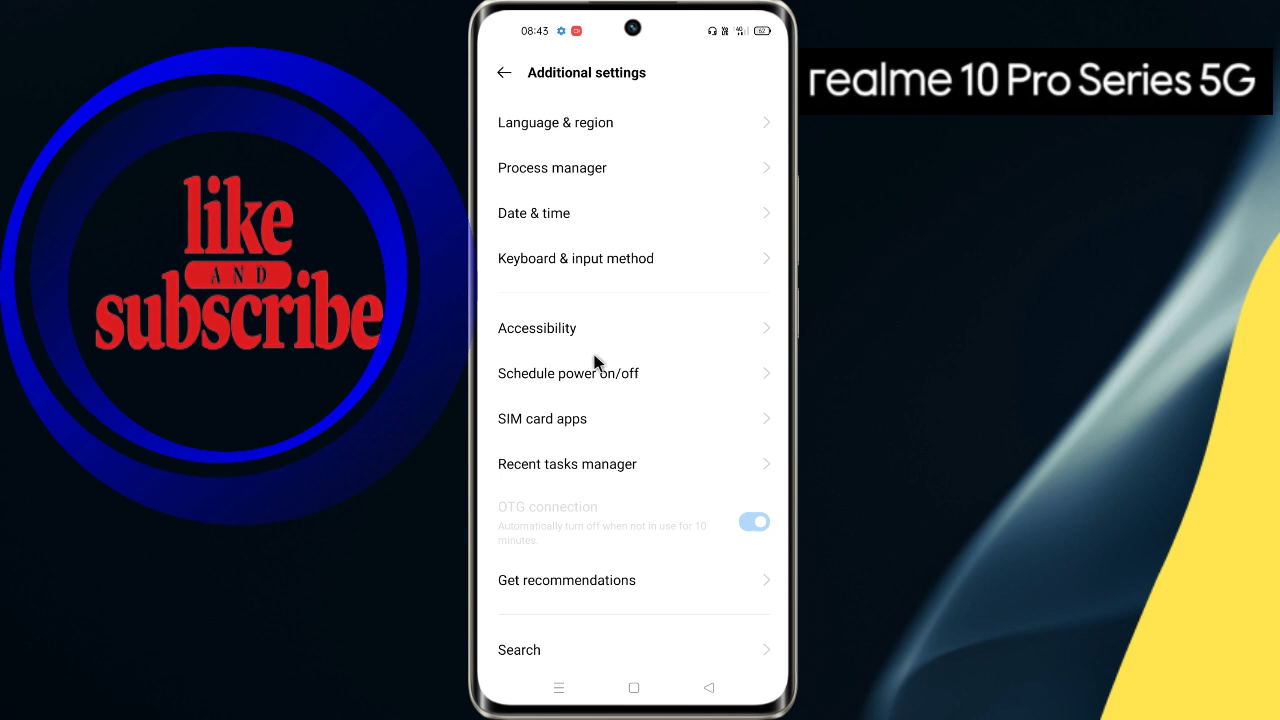 like
AND
subscribe
08:43
62
Additional settings
Language & region
Process manager
Date & time
Keyboard & input method
Accessibility
Schedule power on/off
SIM card apps
Recent tasks manager
OTG connection
Automatically turn off when not in use for 10
minutes.
Get recommendations
Search
realme 10 Pro Series 5G